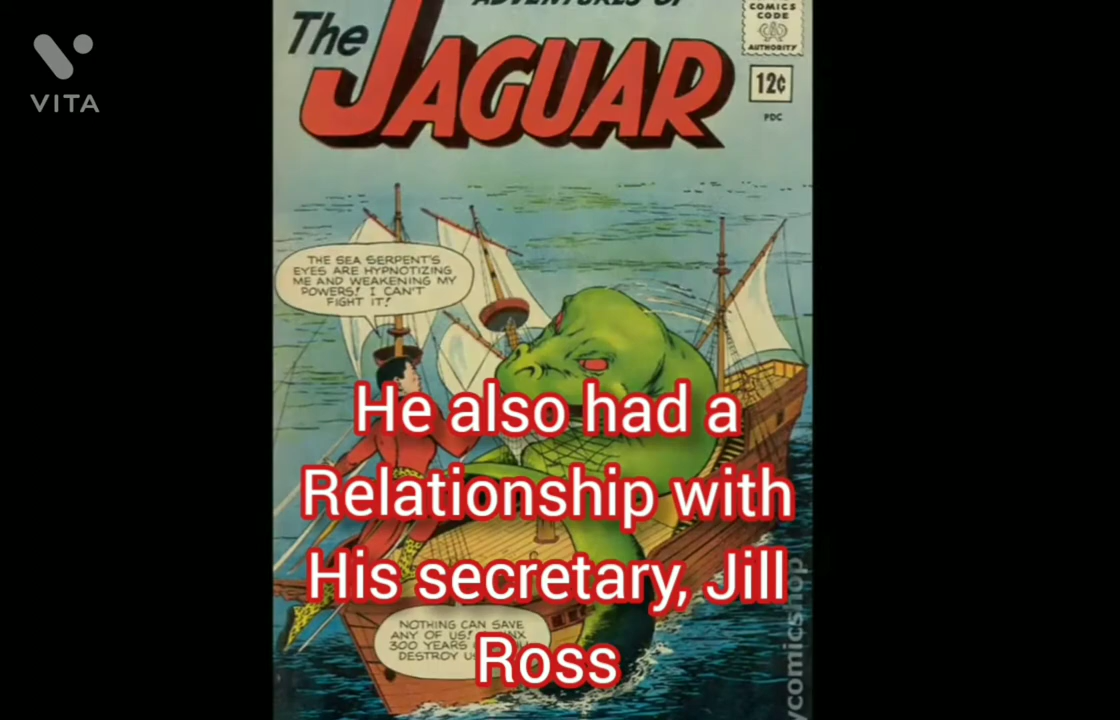 ADVENTURES OF
The
JAGUAR
COMICS
CODE
AUTHORITY
12¢
PDC
VITA
THE SEA SERPENT'S
EYES ARE HYPNOTIZING
ME AND WEAKENING MY
POWERS! I CAN'T
FIGHT IT!
He also had a
Relationship with
His secretary, Jill
Ross
NOTHING CAN SAVE
ANY OF US!
300 YEARS
DESTROY
ycomicshop